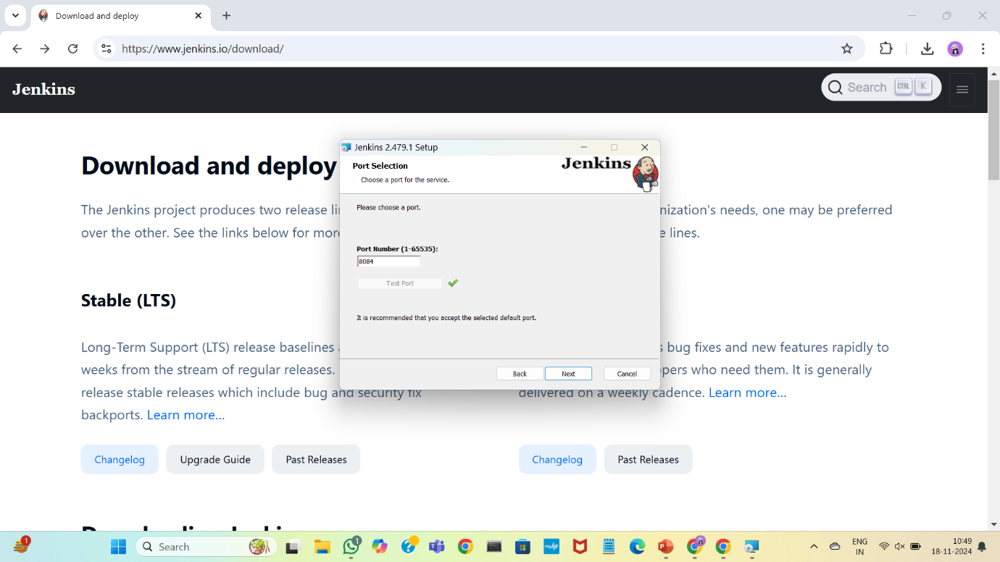 Download and deploy
https://www.jenkins.io/download/
Jenkins
Search CTRL K
Download and deploy
The Jenkins project produces two release li
nization's needs, one may be preferred
over the other. See the links below for mor
e lines.
Jenkins 2.479.1 Setup
Port Selection
Choose a port for the service.
Jenkins
Please choose a port.
Port Number (1-65535):
8084
Test Port
It is recommended that you accept the selected default port.
Back Next Cancel
Stable (LTS)
Long-Term Support (LTS) release baselines
weeks from the stream of regular releases.
release stable releases which include bug and security fix
backports. Learn more...
Changelog Upgrade Guide Past Releases
s bug fixes and new features rapidly to
pers who need them. It is generally
delivered on a weekly cadence. Learn more...
Changelog Past Releases
1
Search
1
ENG
IN
10:49
18-11-2024